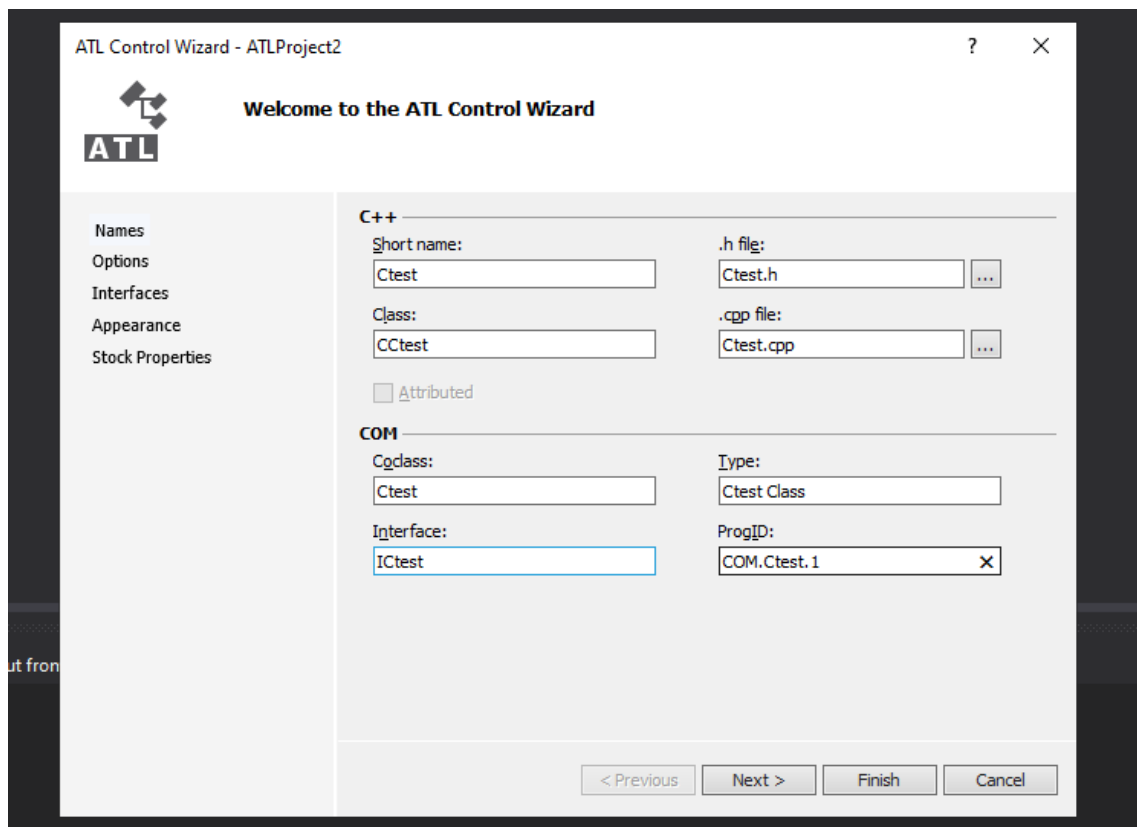 ATL Control Wizard - ATLProject2
?
ATL
Welcome to the ATL Control Wizard
Names
Options
Interfaces
Appearance
Stock Properties
C++
Short name:
.h file:
Ctest
Ctest.h
...
Class:
.cpp file:
CCtest
Ctest.cpp
...
Attributed
COM
Coclass:
Type:
Ctest
Ctest Class
Interface:
ProgID:
ICtest
COM.Ctest.1
ut from
< Previous
Next >
Finish
Cancel